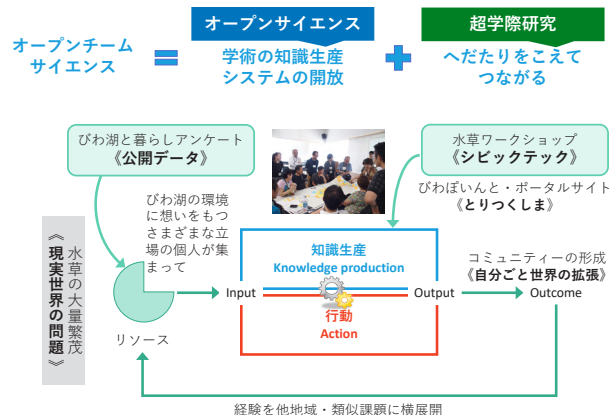 オープンチーム
サイエンス
=
オープンサイエンス
学術の知識生産
システムの開放
+
超学際研究
へだたりをこえて
つながる
びわ湖と暮らしアンケート
《公開データ》
水草ワークショップ
《シビックテック》
びわぽいんと・ポータルサイト
《とりつくしま》
びわ湖の環境
に想いをもつ
さまざまな立
場の個人が集
まって
水草の大量繁茂
《現実世界の問題》
リソース
Input
知識生産
Knowledge production
行動
Action
Output
コミュニティーの形成
《自分ごと世界の拡張》
Outcome
経験を他地域・類似課題に横展開